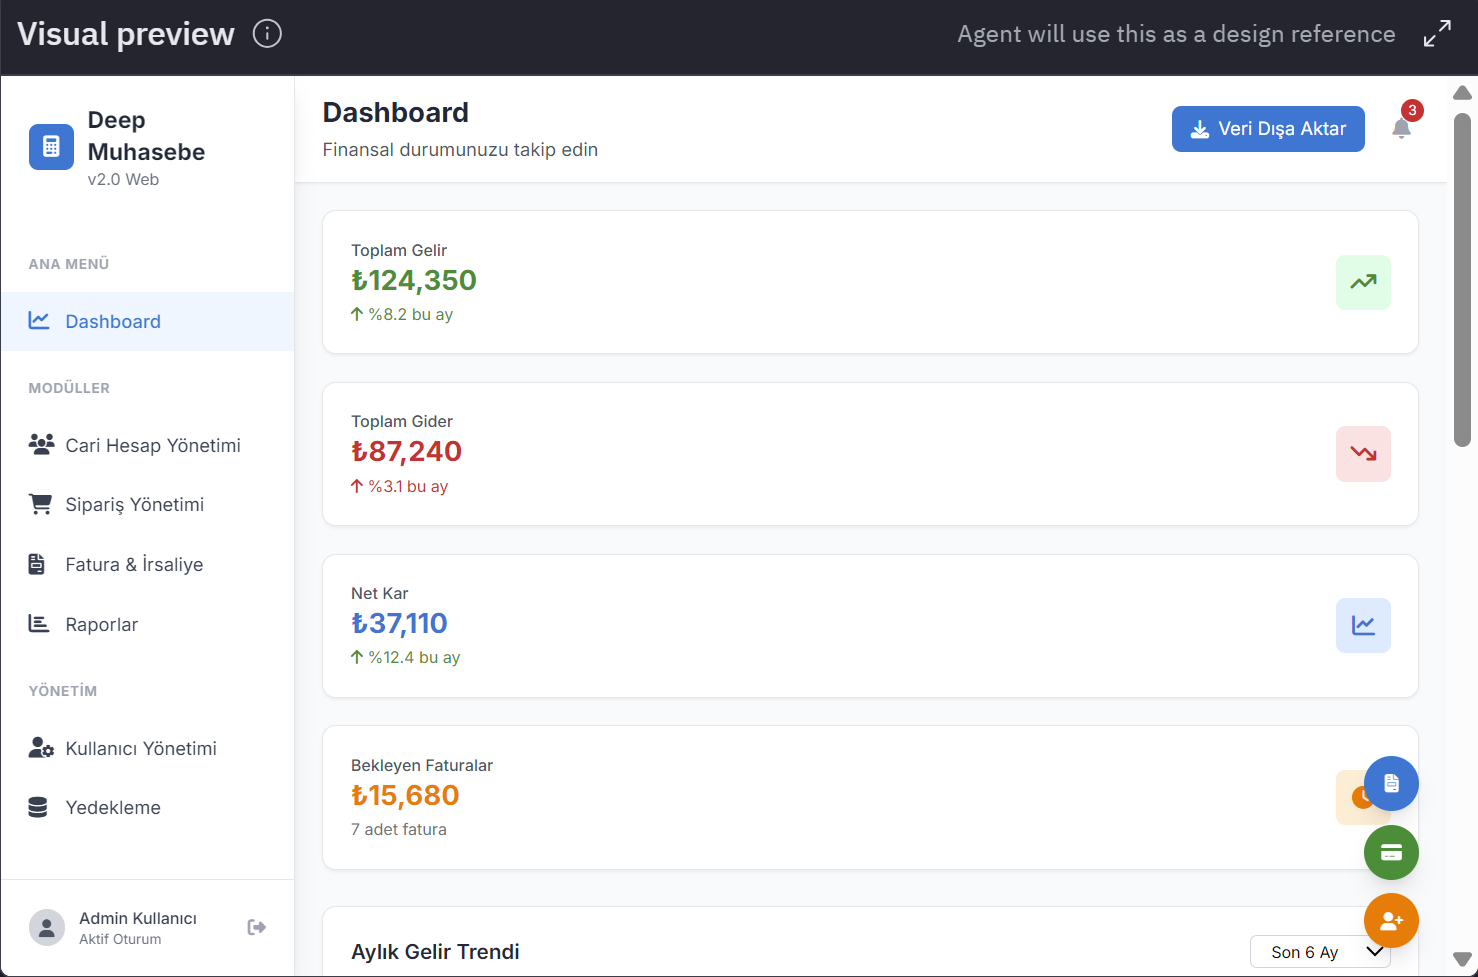 Visual preview
Agent will use this as a design reference
Deep
Muhasebe
v2.0 Web
ANA MENÜ
Dashboard
MODÜLLER
Cari Hesap Yönetimi
Sipariş Yönetimi
Fatura & İrsaliye
Raporlar
YÖNETİM
Kullanıcı Yönetimi
Yedekleme
Admin Kullanıcı
Aktif Oturum
Dashboard
Finansal durumunuzu takip edin
Veri Dışa Aktar
3
Toplam Gelir
₺124,350
%8.2 bu ay
Toplam Gider
₺87,240
%3.1 bu ay
Net Kar
₺37,110
%12.4 bu ay
Bekleyen Faturalar
₺15,680
7 adet fatura
Aylık Gelir Trendi
Son 6 Ay